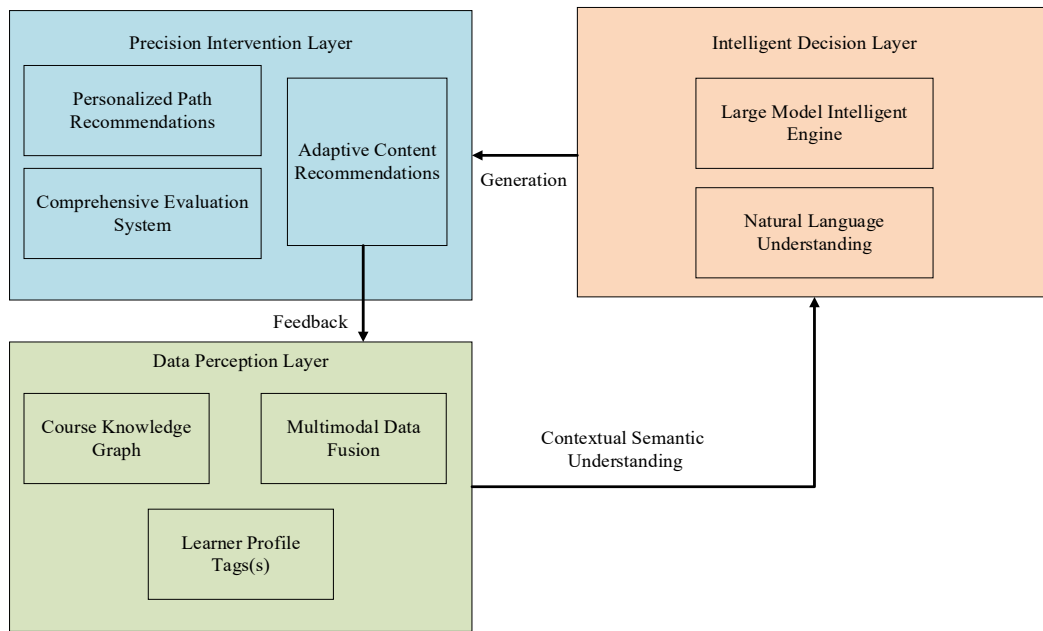 Precision Intervention Layer
Personalized Path
Recommendations
Comprehensive Evaluation
System
Adaptive Content
Recommendations
Generation
Intelligent Decision Layer
Large Model Intelligent
Engine
Natural Language
Understanding
Feedback
Data Perception Layer
Course Knowledge
Graph
Multimodal Data
Fusion
Learner Profile
Tags(s)
Contextual Semantic
Understanding